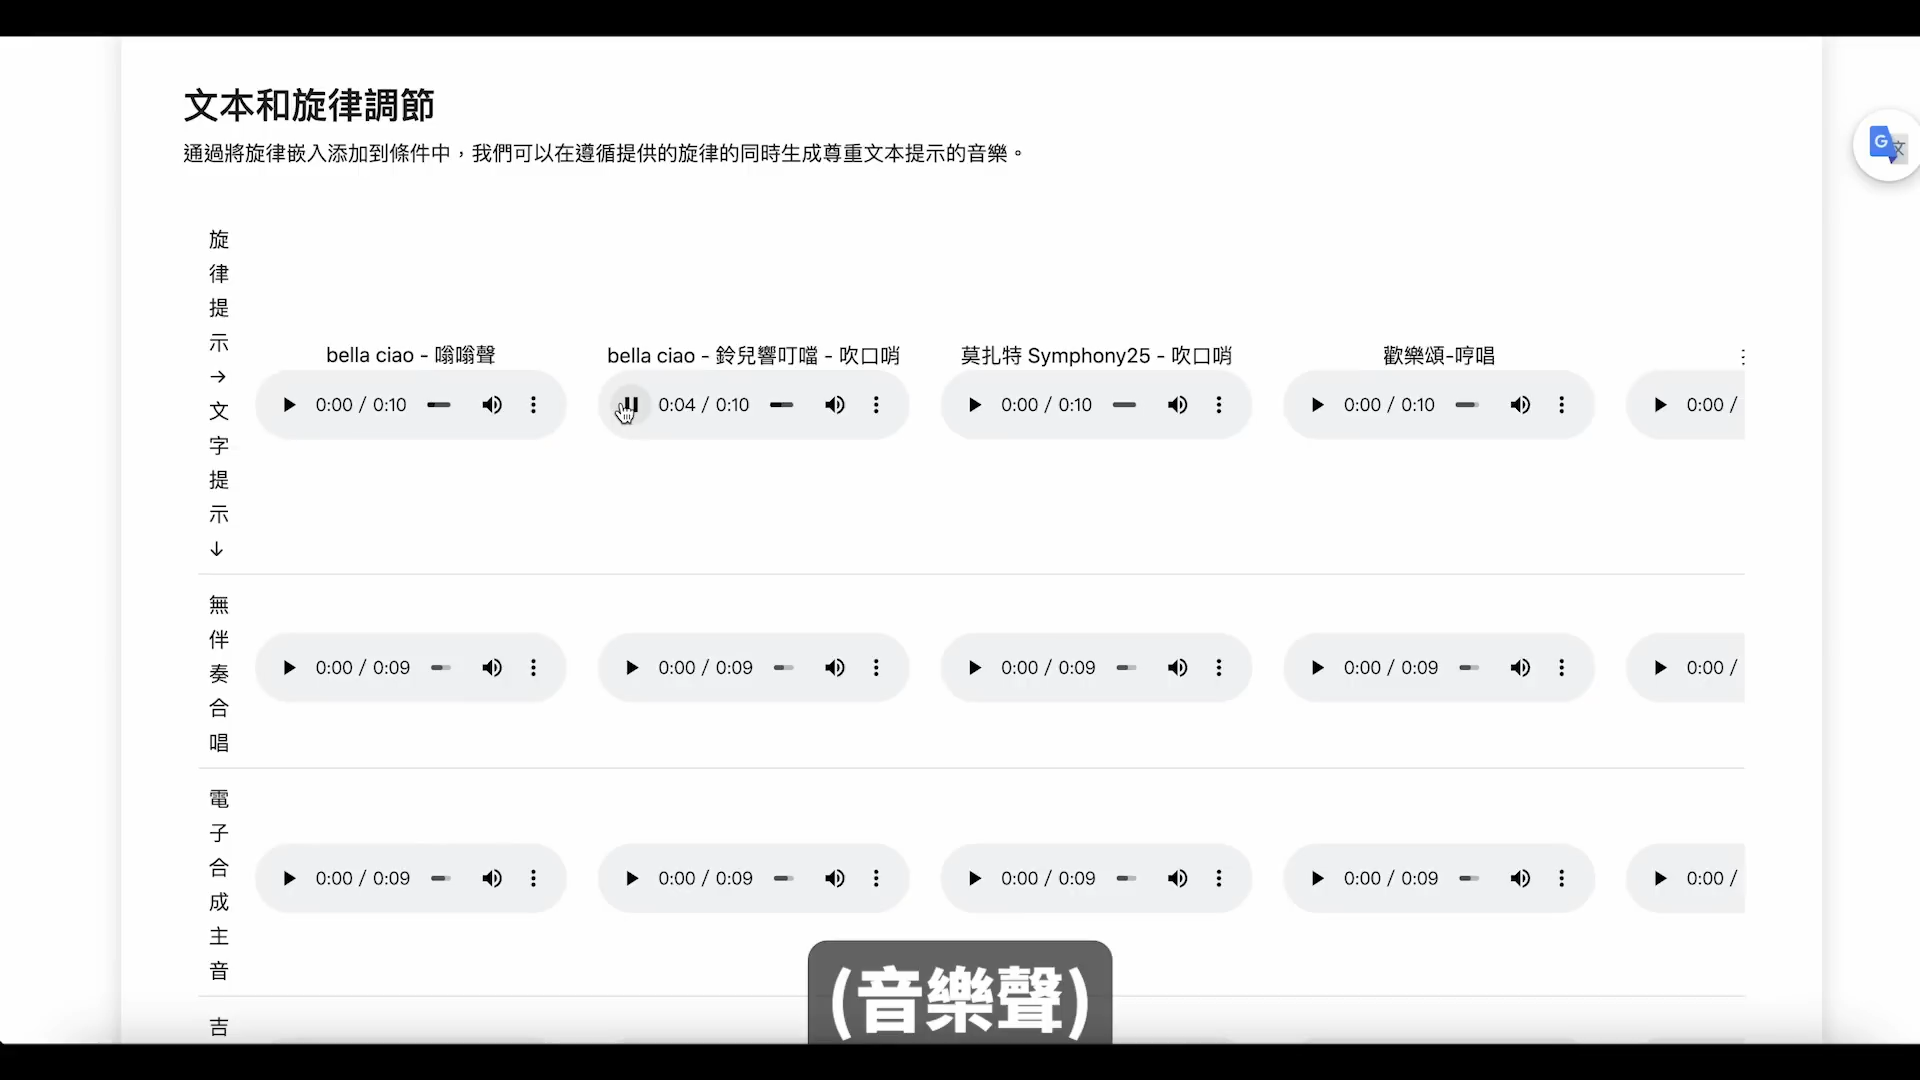 文本和旋律調節
通過將旋律嵌入添加到條件中，我們可以在遵循提供的旋律的同時生成尊重文本提示的音樂。
旋律提示→文字提示↓
bella ciao - 嗡嗡聲
bella ciao - 鈴兒響叮噹 - 吹口哨
莫扎特 Symphony25 - 吹口哨
歡樂頌-哼唱
0:00 / 0:10
0:04 / 0:10
0:00 / 0:10
0:00 / 0:10
0:00 /
無伴奏合唱
0:00 / 0:09
0:00 / 0:09
0:00 / 0:09
0:00 / 0:09
0:00 /
電子合成主音
0:00 / 0:09
0:00 / 0:09
0:00 / 0:09
0:00 / 0:09
0:00 /
吉
(音樂聲)
G文